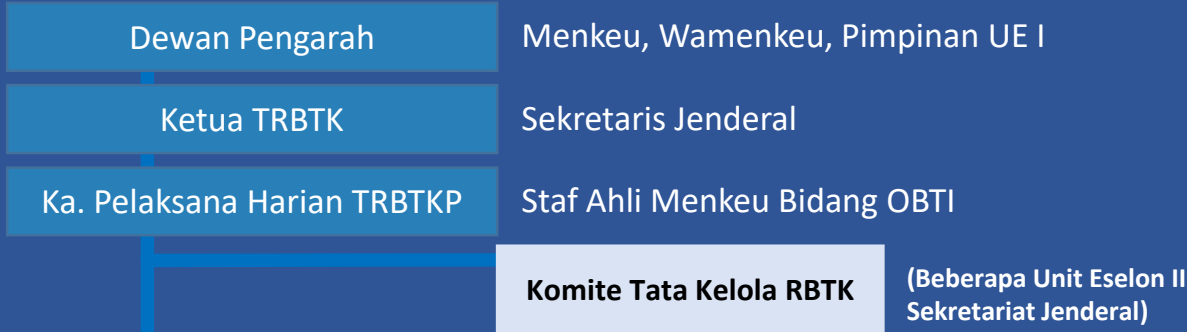 Dewan Pengarah
Menkeu, Wamenkeu, Pimpinan UE I
Ketua TRBTK
Sekretaris Jenderal
Ka. Pelaksana Harian TRBTKP
Staf Ahli Menkeu Bidang OBTI
Komite Tata Kelola RBTK
(Beberapa Unit Eselon II
Sekretariat Jenderal)